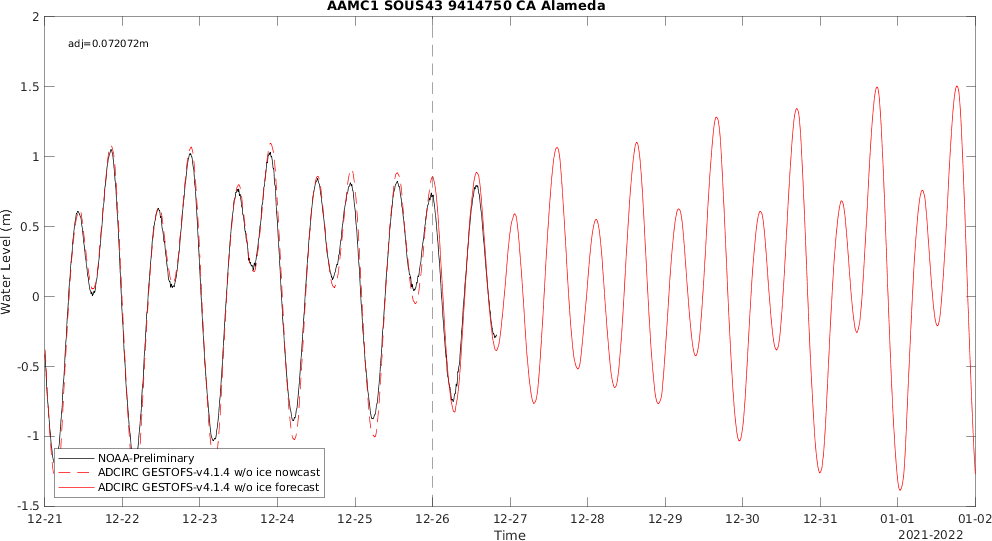 AAMC1 SOUS43 9414750 CA Alameda
adj=0.072072m
Water Level (m)
2
1.5
1
0.5
0
-0.5
-1
-1.5
NOAA-Preliminary
ADCIRC GESTOFS-v4.1.4 w/o ice nowcast
ADCIRC GESTOFS-v4.1.4 w/o ice forecast
12-21 12-22 12-23 12-24 12-25 12-26 12-27 12-28 12-29 12-30 12-31 01-01 01-02
Time
2021-2022